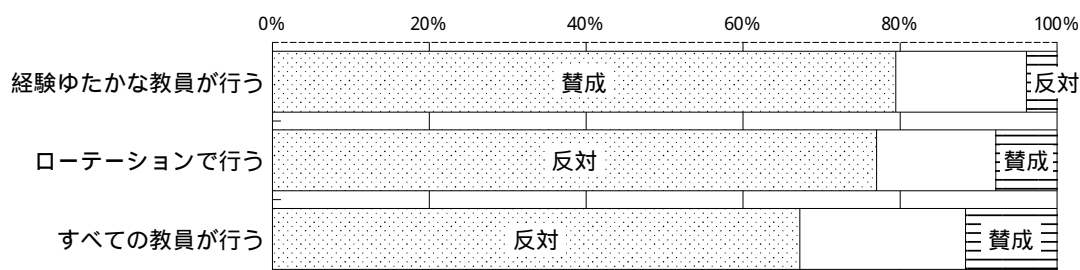 0% 20% 40% 60% 80% 100%
経験ゆたかな教員が行う 賛成 反対
ローテーションで行う 反対 賛成
すべての教員が行う 反対 賛成